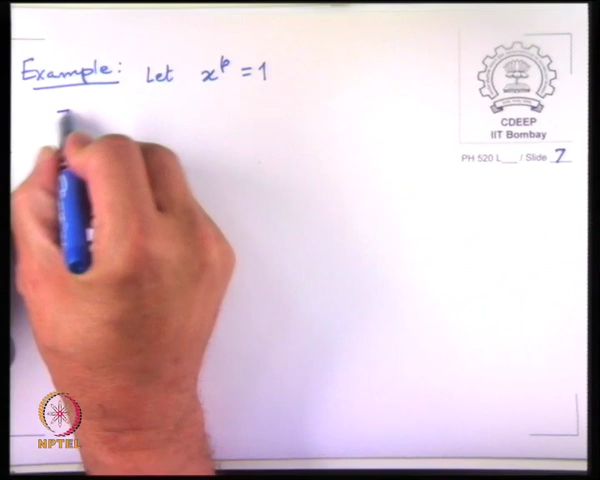 Example: Let x^p = 1
CDEEP
IIT Bombay
PH 520 L___ / Slide 7
NPTEL